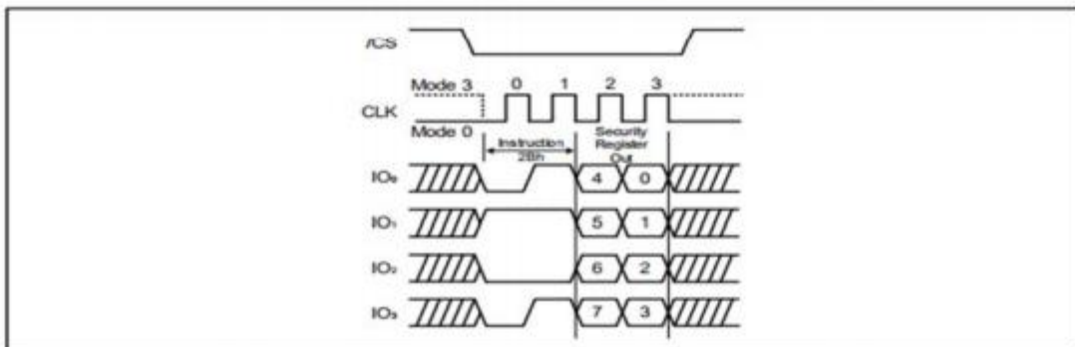 /CS
Mode 3 0 1 2 3
CLK
Mode 0
Instruction
2Bh
Security
Register
Out
IO₀ 4 0
IO₁ 5 1
IO₂ 6 2
IO₃ 7 3